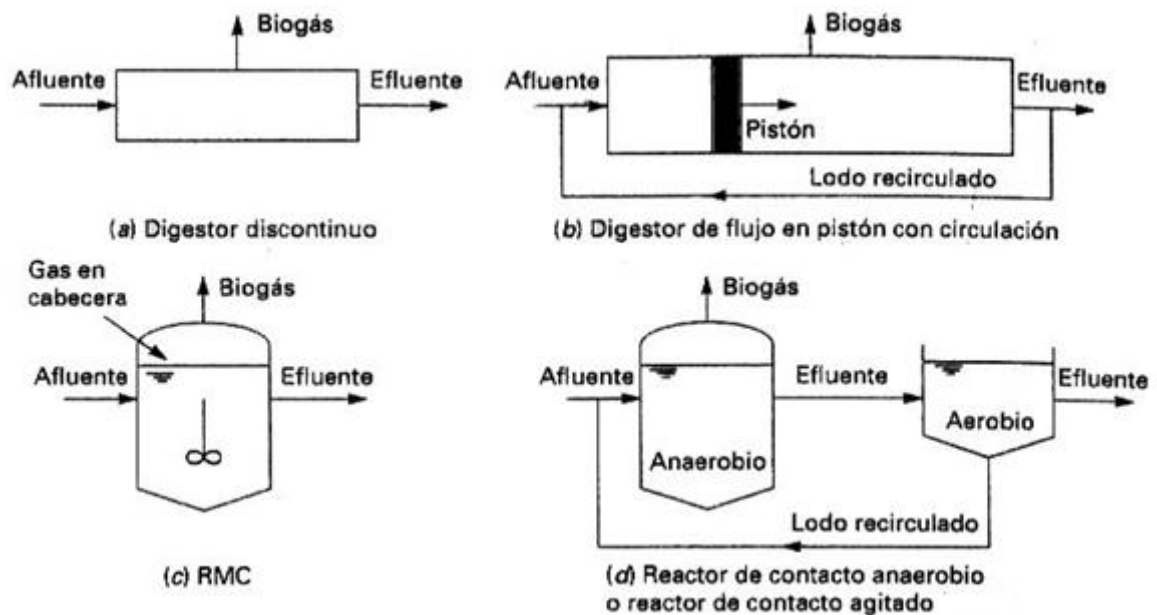 Biogás
Afluente
Efluente
(a) Digestor discontinuo
Biogás
Afluente
Efluente
Pistón
Lodo recirculado
(b) Digestor de flujo en pistón con circulación
Gas en
cabecera
Biogás
Afluente
Efluente
(c) RMC
Biogás
Afluente
Efluente
Efluente
Anaerobio
Aerobio
Lodo recirculado
(d) Reactor de contacto anaerobio
o reactor de contacto agitado